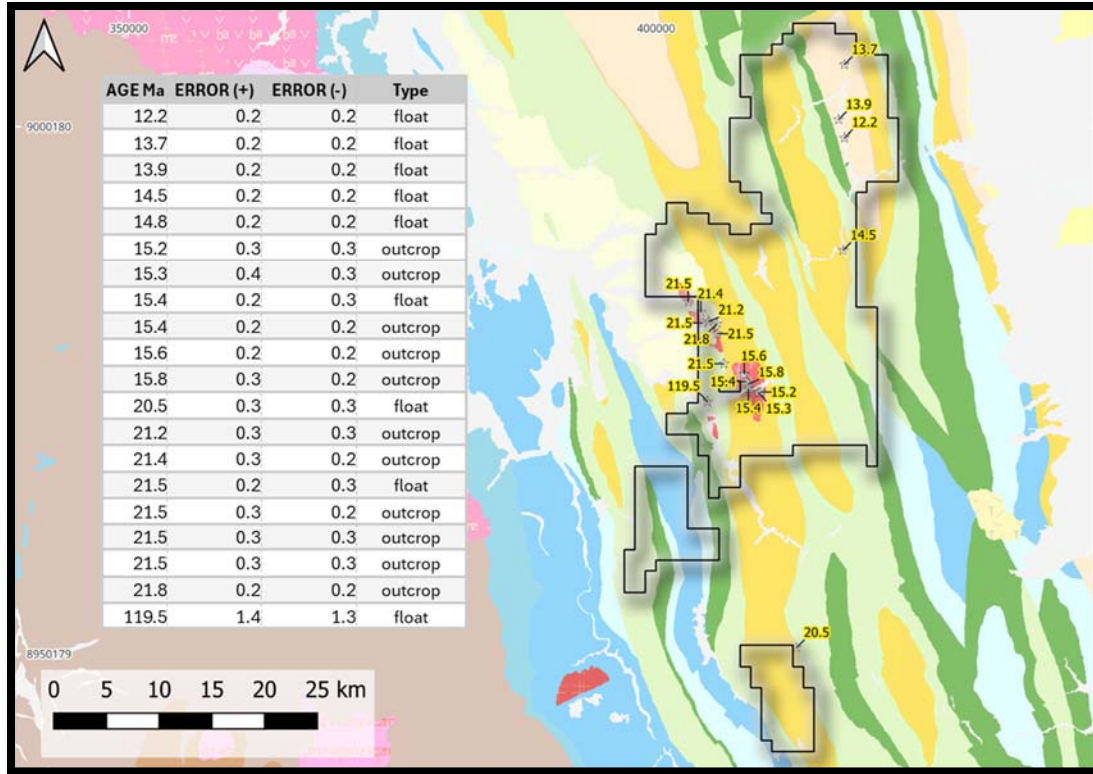 350000
400000
9000180
8950179
AGE Ma ERROR (+) ERROR (-) Type
12.2 0.2 0.2 float
13.7 0.2 0.2 float
13.9 0.2 0.2 float
14.5 0.2 0.2 float
14.8 0.2 0.2 float
15.2 0.3 0.3 outcrop
15.3 0.4 0.3 outcrop
15.4 0.2 0.3 float
15.4 0.2 0.2 outcrop
15.6 0.2 0.2 outcrop
15.8 0.3 0.2 outcrop
20.5 0.3 0.3 float
21.2 0.3 0.3 outcrop
21.4 0.3 0.2 outcrop
21.5 0.2 0.3 float
21.5 0.3 0.2 outcrop
21.5 0.3 0.3 outcrop
21.5 0.3 0.3 outcrop
21.8 0.2 0.2 outcrop
119.5 1.4 1.3 float
13.7
13.9
12.2
14.5
21.5
21.4
21.2
21.5
21.8
21.5
15.6
21.5
15.8
15.4
119.5
15.2
15.4
15.3
20.5
0 5 10 15 20 25 km